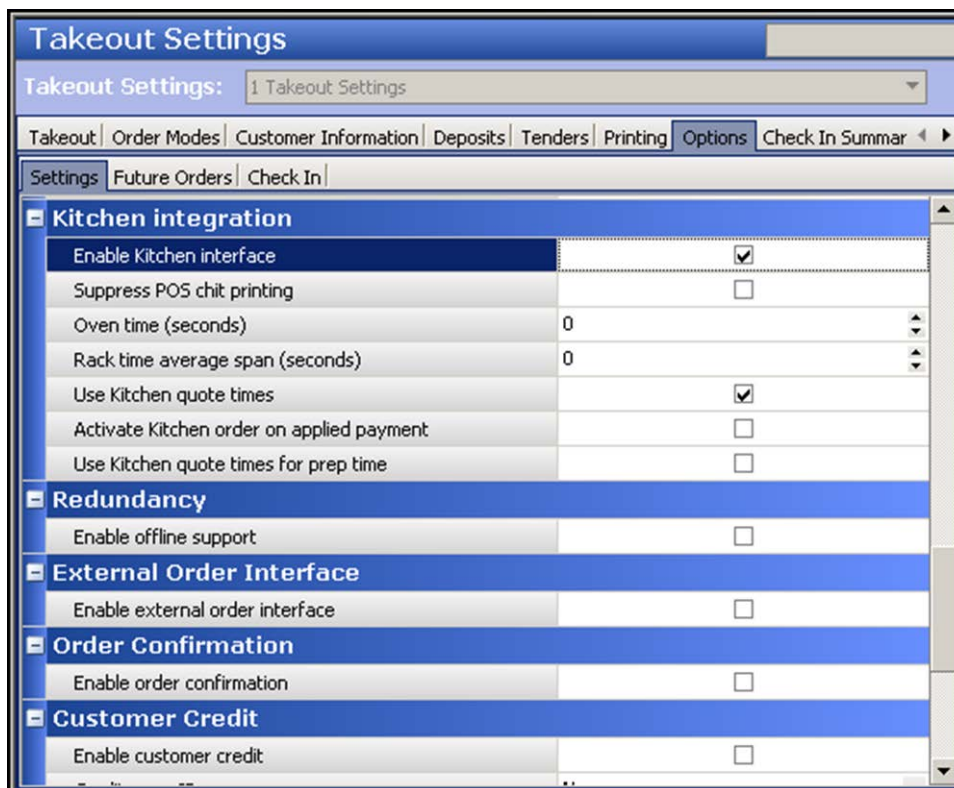 Takeout Settings
Takeout Settings: 1 Takeout Settings
Takeout Order Modes Customer Information Deposits Tenders Printing Options Check In Summar
Settings Future Orders Check In
Kitchen integration
Enable Kitchen interface
Suppress POS chit printing
Oven time (seconds) 0
Rack time average span (seconds) 0
Use Kitchen quote times
Activate Kitchen order on applied payment
Use Kitchen quote times for prep time
Redundancy
Enable offline support
External Order Interface
Enable external order interface
Order Confirmation
Enable order confirmation
Customer Credit
Enable customer credit